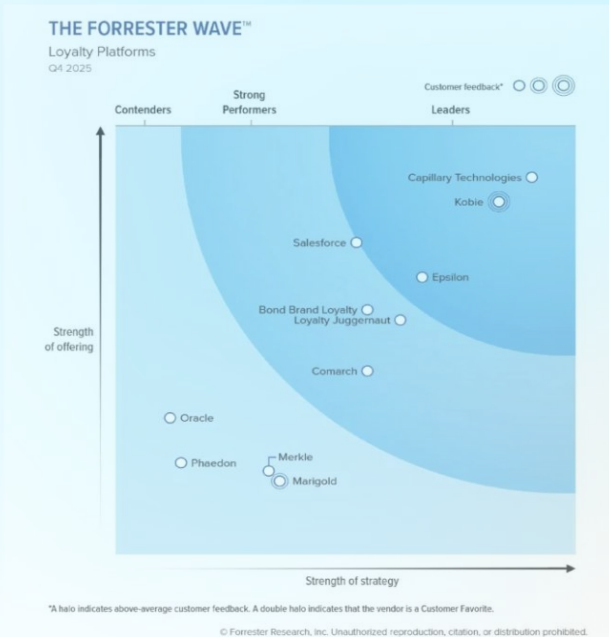 THE FORRESTER WAVE™
Loyalty Platforms
Q4 2025
Customer feedback*
Contenders
Strong
Performers
Leaders
Capillary Technologies
Kobie
Salesforce
Epsilon
Bond Brand Loyalty
Loyalty Juggernaut
Strength
of offering
Comarch
Oracle
Merkle
Phaedon
Marigold
Strength of strategy
*A halo indicates above-average customer feedback. A double halo indicates that the vendor is a Customer Favorite.
© Forrester Research, Inc. Unauthorized reproduction, citation, or distribution prohibited.